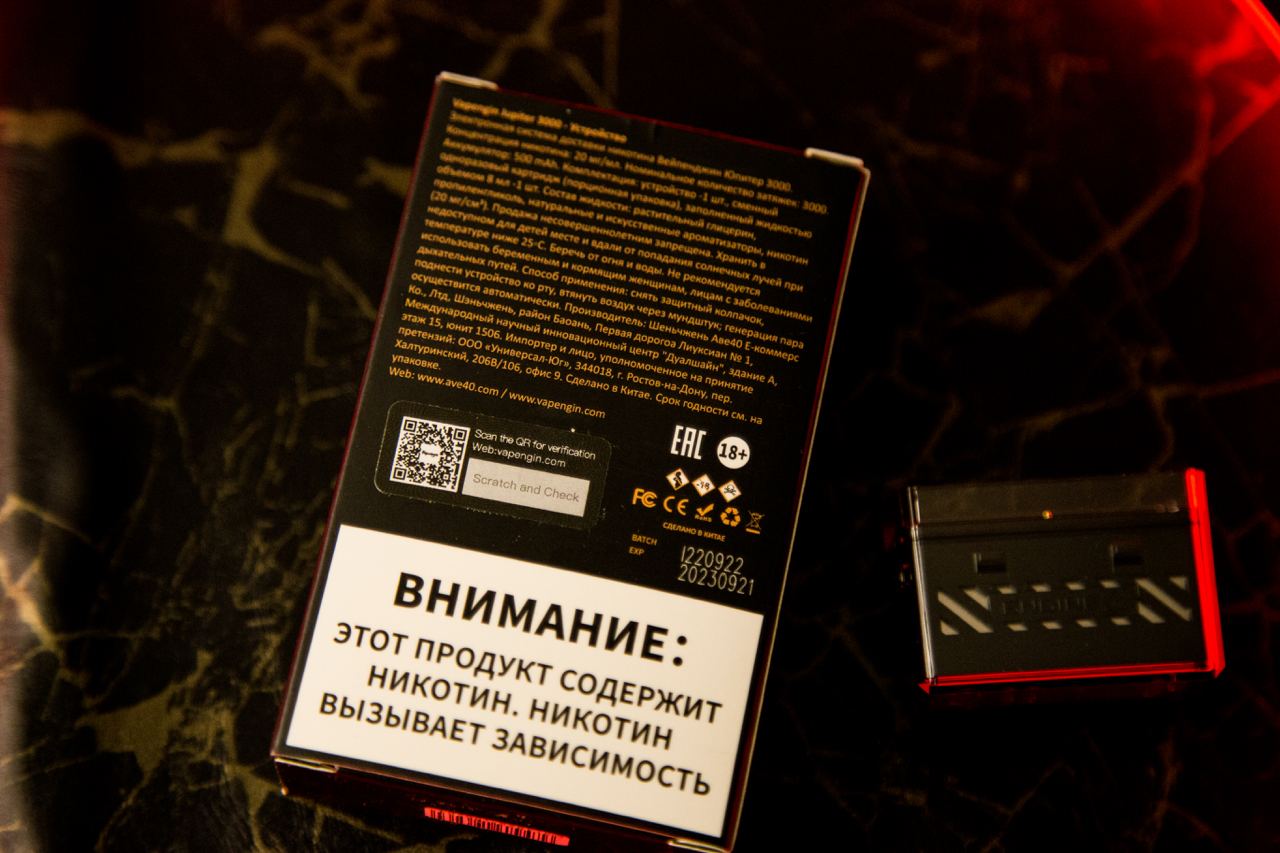 Vapengin Jupiter 3000 - Устройство
Электронная система доставки никотина Вейпенджин Юпитер 3000.
Концентрация никотина: 20 мг/мл. Номинальное количество затяжек: 3000.
Аккумулятор: 500 mAh. Комплектация: устройство -1 шт., сменный
одноразовый картридж (порционная упаковка), заполненный жидкостью
объемом 8 мл -1 шт. Состав жидкости: растительный глицерин,
пропиленгликоль, натуральные и искусственные ароматизаторы, никотин
(20 мг/см³). Продажа несовершеннолетним запрещена. Хранить в
недоступном для детей месте и вдали от попадания солнечных лучей при
температуре ниже 25◦C. Беречь от огня и воды. Не рекомендуется
использовать беременным и кормящим женщинам, лицам с заболеваниями
дыхательных путей. Способ применения: снять защитный колпачок,
поднести устройство ко рту, втянуть воздух через мундштук; генерация пара
осуществится автоматически. Производитель: Шеньчжень Аве40 Е-коммерс
Ко., Лтд, Шэньчжень, район Баоань, Первая дорогоа Лиуксиан № 1,
Международный научный инновационный центр "Дуалшайн", здание А,
этаж 15, юнит 1506. Импортер и лицо, уполномоченное на принятие
претензий: ООО «Универсал-Юг», 344018, г. Ростов-на-Дону, пер.
Халтуринский, 206В/106, офис 9. Сделано в Китае. Срок годности см. на
упаковке.
Web: www.ave40.com / www.vapengin.com
Scan the QR for verification
Web:vapengin.com
Scratch and Check
EAC 18+
FC CE RoHS
СДЕЛАНО В КИТАЕ
BATCH 1220922
EXP 20230921
ВНИМАНИЕ:
ЭТОТ ПРОДУКТ СОДЕРЖИТ
НИКОТИН. НИКОТИН
ВЫЗЫВАЕТ ЗАВИСИМОСТЬ